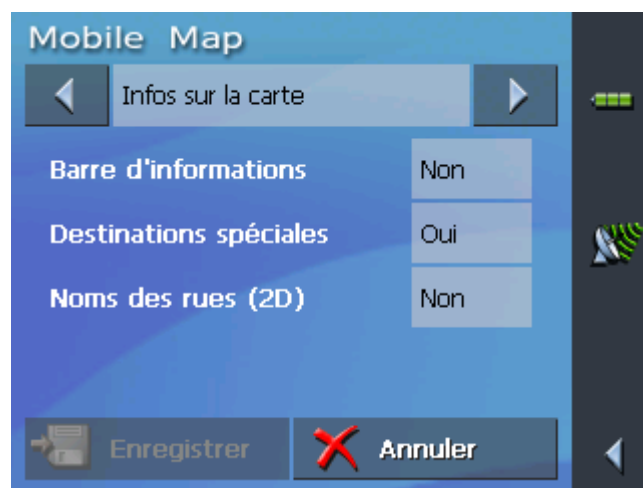 Mobile Map
Infos sur la carte
Barre d'informations Non
Destinations spéciales Oui
Noms des rues (2D) Non
Enregistrer Annuler